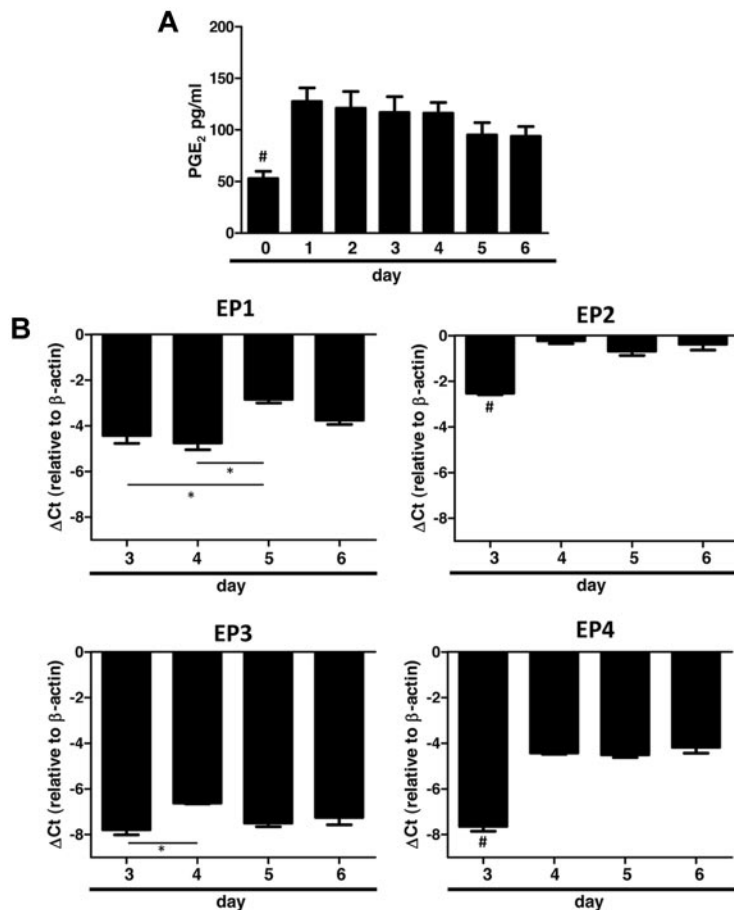 A
PGE2 pg/ml
200
150
100
50
0
#
0 1 2 3 4 5 6
day
B
EP1
ΔCt (relative to β-actin)
0
-2
-4
-6
-8
*
*
3 4 5 6
day
EP2
ΔCt (relative to β-actin)
0
-2
-4
-6
-8
#
3 4 5 6
day
EP3
ΔCt (relative to β-actin)
0
-2
-4
-6
-8
*
3 4 5 6
day
EP4
ΔCt (relative to β-actin)
0
-2
-4
-6
-8
#
3 4 5 6
day